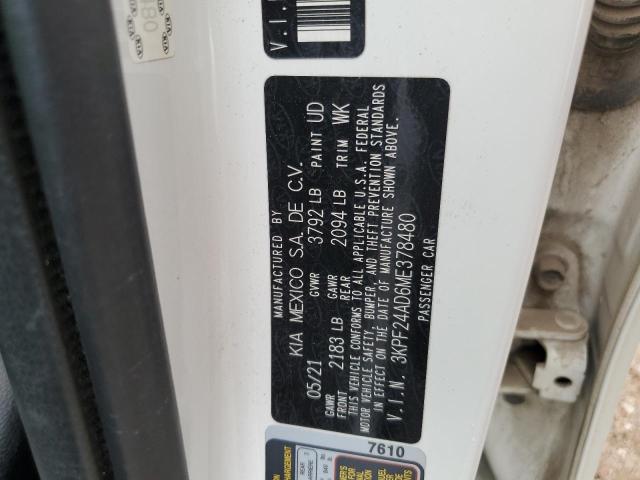 V.I.
MANUFACTURED BY
KIA MEXICO S.A. DE C.V.
05/21 GVWR 3792 LB PAINT UD
GAWR FRONT 2183 LB GAWR REAR 2094 LB TRIM WK
THIS VEHICLE CONFORMS TO ALL APPLICABLE U.S.A. FEDERAL
MOTOR VEHICLE SAFETY, BUMPER, AND THEFT PREVENTION STANDARDS
IN EFFECT ON THE DATE OF MANUFACTURE SHOWN ABOVE.
V.I.N. 3KPF24AD6ME378480
PASSENGER CAR
7610